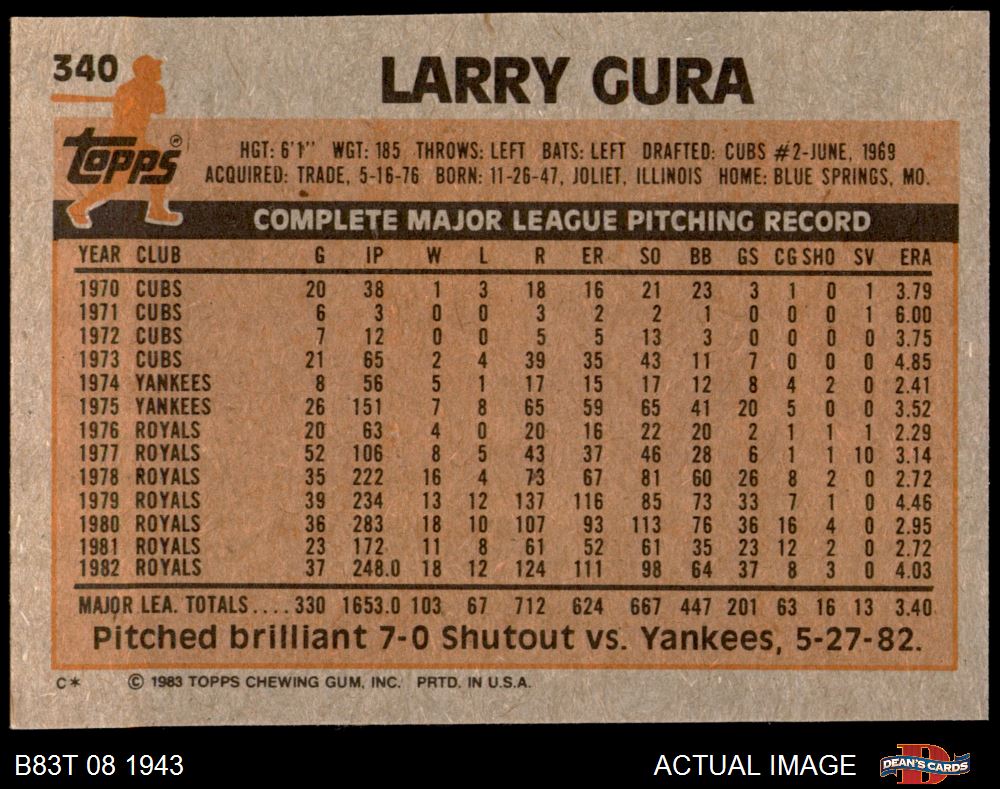 340
LARRY GURA
Topps®
HGT: 6'1" WGT: 185 THROWS: LEFT BATS: LEFT DRAFTED: CUBS #2-JUNE, 1969
ACQUIRED: TRADE, 5-16-76 BORN: 11-26-47, JOLIET, ILLINOIS HOME: BLUE SPRINGS, MO.
COMPLETE MAJOR LEAGUE PITCHING RECORD
YEAR CLUB G IP W L R ER SO BB GS CG SHO SV ERA
1970 CUBS 20 38 1 3 18 16 21 23 3 1 0 1 3.79
1971 CUBS 6 3 0 0 3 2 2 1 0 0 0 1 6.00
1972 CUBS 7 12 0 0 5 5 13 3 0 0 0 0 3.75
1973 CUBS 21 65 2 4 39 35 43 11 7 0 0 0 4.85
1974 YANKEES 8 56 5 1 17 15 17 12 8 4 2 0 2.41
1975 YANKEES 26 151 7 8 65 59 65 41 20 5 0 0 3.52
1976 ROYALS 20 63 4 0 20 16 22 20 2 1 1 1 2.29
1977 ROYALS 52 106 8 5 43 37 46 28 6 1 1 10 3.14
1978 ROYALS 35 222 16 4 73 67 81 60 26 8 2 0 2.72
1979 ROYALS 39 234 13 12 137 116 85 73 33 7 1 0 4.46
1980 ROYALS 36 283 18 10 107 93 113 76 36 16 4 0 2.95
1981 ROYALS 23 172 11 8 61 52 61 35 23 12 2 0 2.72
1982 ROYALS 37 248.0 18 12 124 111 98 64 37 8 3 0 4.03
MAJOR LEA. TOTALS.... 330 1653.0 103 67 712 624 667 447 201 63 16 13 3.40
Pitched brilliant 7-0 Shutout vs. Yankees, 5-27-82.
C* © 1983 TOPPS CHEWING GUM, INC. PRTD. IN U.S.A.
B83T 08 1943 ACTUAL IMAGE D DEAN'S CARDS